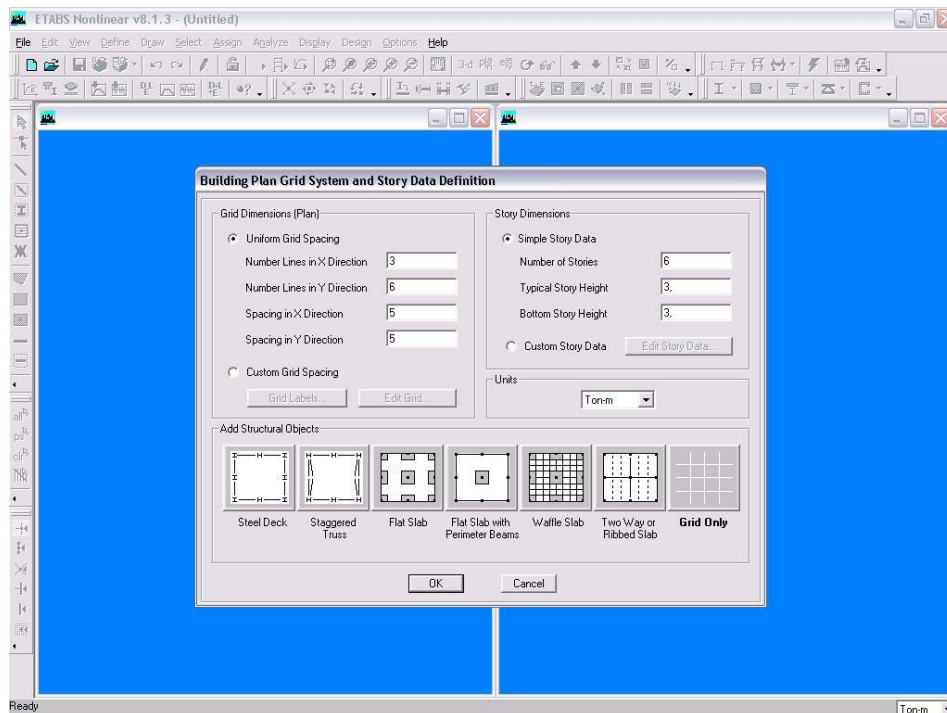 ETABS Nonlinear v8.1.3 - (Untitled)
File Edit View Define Draw Select Assign Analyze Display Design Options Help
3-d
Building Plan Grid System and Story Data Definition
Grid Dimensions (Plan)
Uniform Grid Spacing
Number Lines in X Direction 3
Number Lines in Y Direction 6
Spacing in X Direction 5
Spacing in Y Direction 5
Custom Grid Spacing
Grid Labels... Edit Grid...
Story Dimensions
Simple Story Data
Number of Stories 6
Typical Story Height 3,
Bottom Story Height 3,
Custom Story Data Edit Story Data...
Units
Ton-m
Add Structural Objects
Steel Deck
Staggered
Truss
Flat Slab
Flat Slab with
Perimeter Beams
Waffle Slab
Two Way or
Ribbed Slab
Grid Only
OK Cancel
all
ps
clr
Ready Ton-m